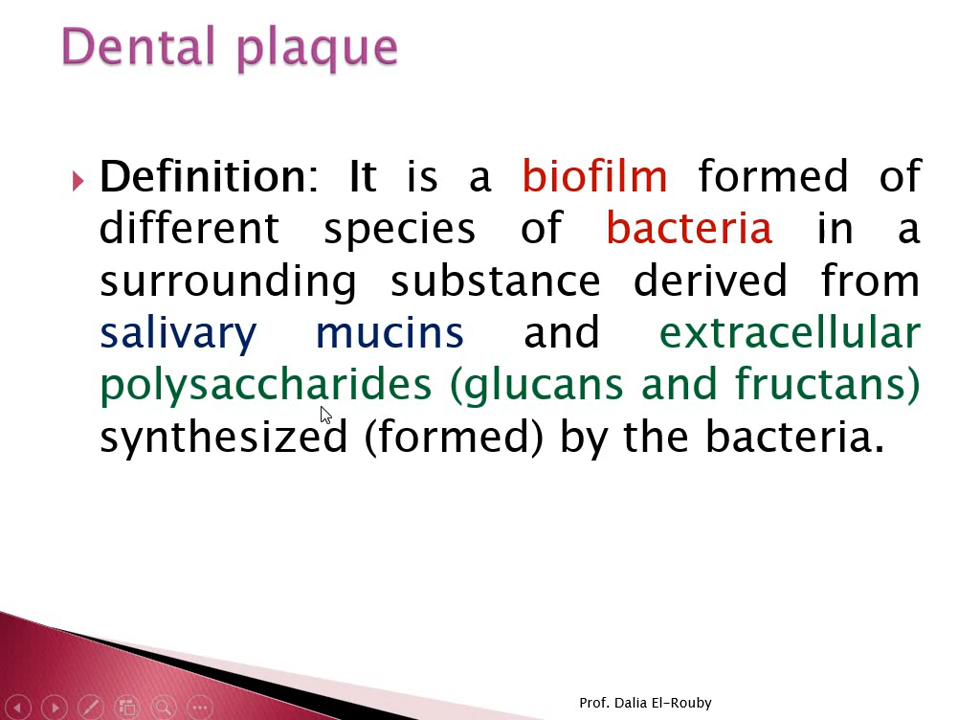 Dental plaque
Definition: It is a biofilm formed of
different species of bacteria in a
surrounding substance derived from
salivary mucins and extracellular
polysaccharides (glucans and fructans)
synthesized (formed) by the bacteria.
Prof. Dalia El-Rouby